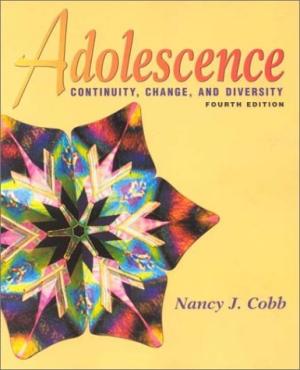 Adolescence
CONTINUITY, CHANGE, AND DIVERSITY
FOURTH EDITION
Nancy J. Cobb